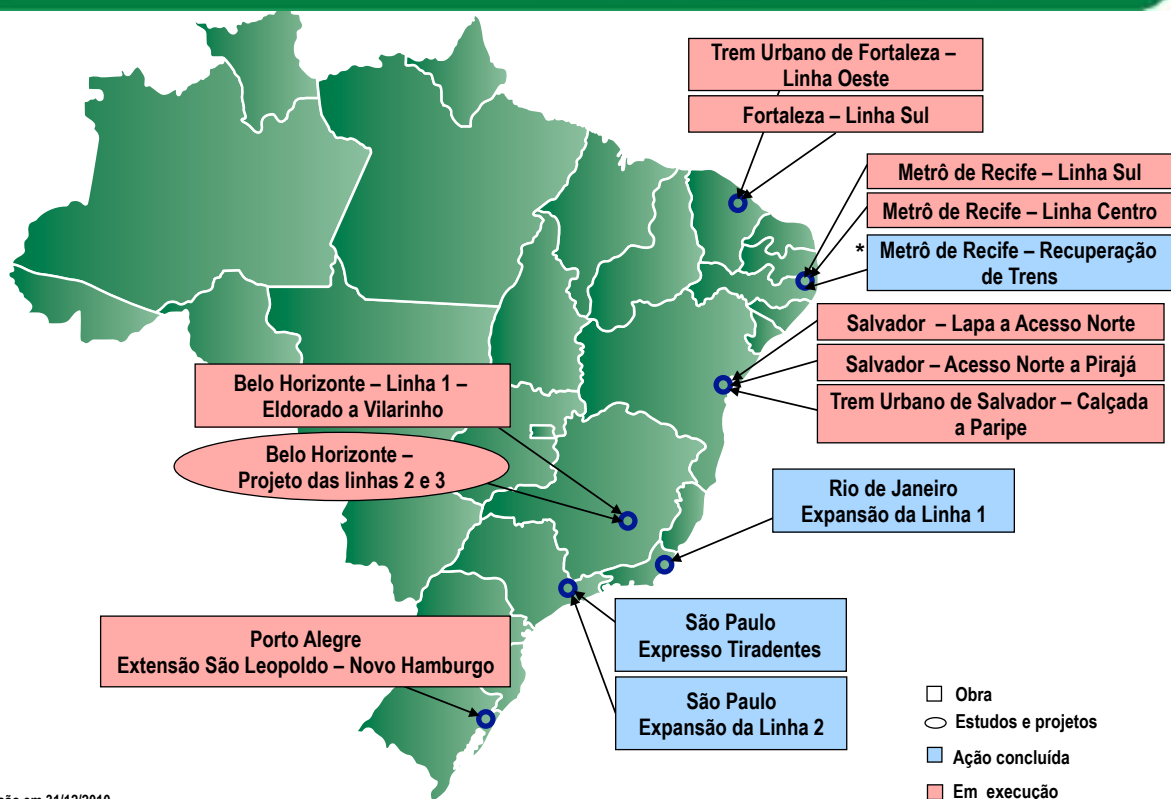 Trem Urbano de Fortaleza –
Linha Oeste
Fortaleza – Linha Sul
Metrô de Recife – Linha Sul
Metrô de Recife – Linha Centro
* Metrô de Recife – Recuperação
de Trens
Salvador – Lapa a Acesso Norte
Salvador – Acesso Norte a Pirajá
Trem Urbano de Salvador – Calçada
a Paripe
Belo Horizonte – Linha 1 –
Eldorado a Vilarinho
Belo Horizonte –
Projeto das linhas 2 e 3
Rio de Janeiro
Expansão da Linha 1
São Paulo
Expresso Tiradentes
São Paulo
Expansão da Linha 2
Porto Alegre
Extensão São Leopoldo – Novo Hamburgo
Obra
Estudos e projetos
Ação concluída
Em execução
em 31/12/2010